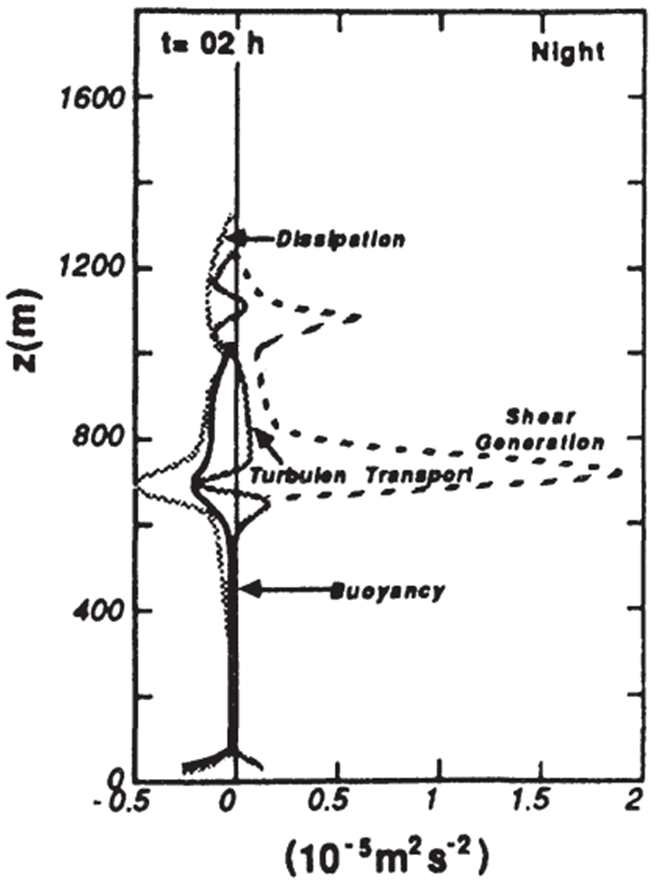 t= 02 h
Night
1600
1200
800
400
0
z(m)
Dissipation
Shear
Generation
Turbulen Transport
Buoyancy
-0.5 0 0.5 1 1.5 2
(10⁻⁵m²s⁻²)